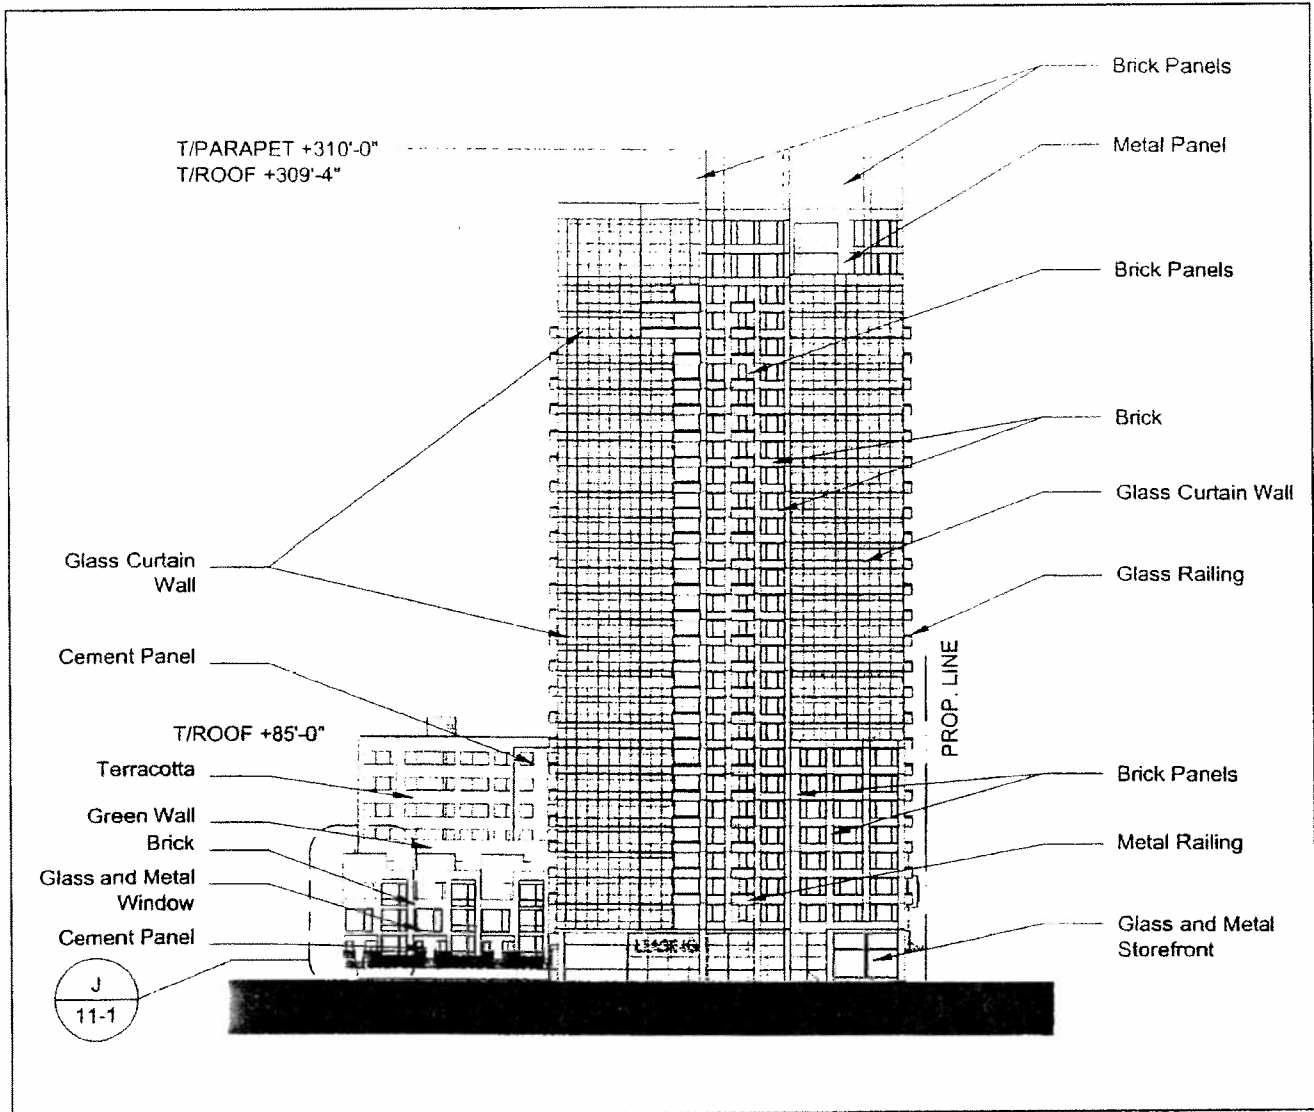 Brick Panels
T/PARAPET +310'-0"
Metal Panel
T/ROOF +309'-4"
Brick Panels
Brick
Glass Curtain Wall
Glass Curtain
Wall
Glass Railing
Cement Panel
PROP. LINE
T/ROOF +85'-0"
Terracotta
Brick Panels
Green Wall
Brick
Metal Railing
Glass and Metal
Window
Glass and Metal
Storefront
Cement Panel
LEASING
J
11-1